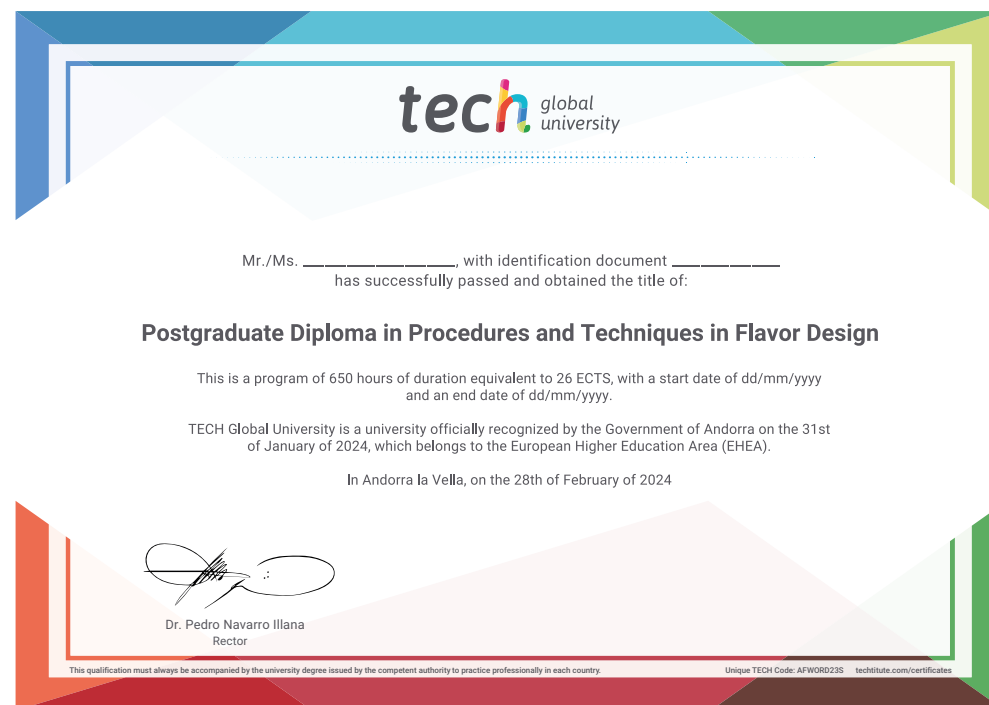 tech global university
Mr./Ms. ________________, with identification document ____________
has successfully passed and obtained the title of:
Postgraduate Diploma in Procedures and Techniques in Flavor Design
This is a program of 650 hours of duration equivalent to 26 ECTS, with a start date of dd/mm/yyyy
and an end date of dd/mm/yyyy.
TECH Global University is a university officially recognized by the Government of Andorra on the 31st
of January of 2024, which belongs to the European Higher Education Area (EHEA).
In Andorra la Vella, on the 28th of February of 2024
Dr. Pedro Navarro Illana
Rector
This qualification must always be accompanied by the university degree issued by the competent authority to practice professionally in each country.
Unique TECH Code: AFWORD23S techtitute.com/certificates